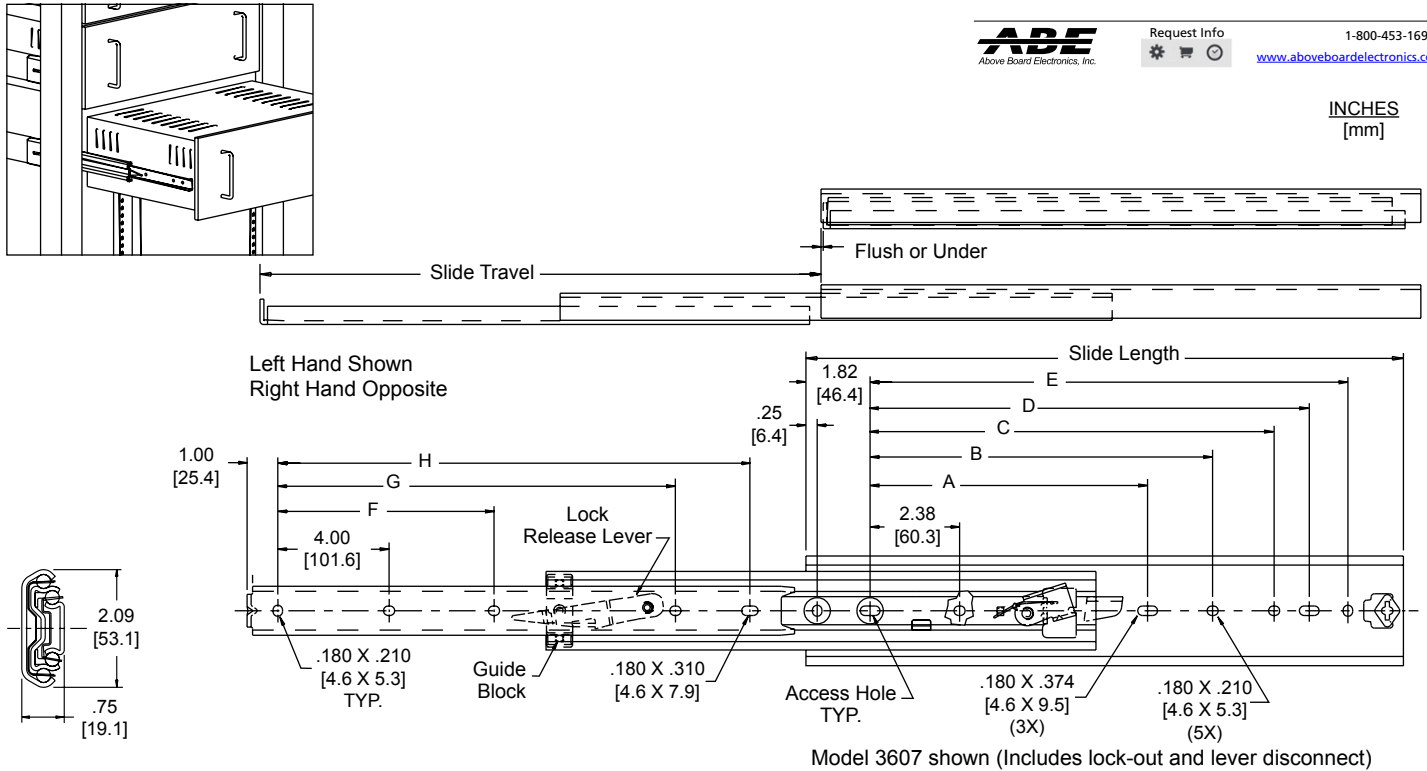 ABE
Above Board Electronics, Inc.
Request Info
1-800-453-169
www.aboveboardelectronics.co
INCHES
[mm]
Flush or Under
Slide Travel
Left Hand Shown
Right Hand Opposite
Slide Length
1.82
[46.4]
E
D
.25
[6.4]
C
B
1.00
[25.4]
H
G
A
F
2.38
[60.3]
Lock
Release Lever
4.00
[101.6]
2.09
[53.1]
.75
[19.1]
.180 X .210
[4.6 X 5.3]
TYP.
Guide
Block
.180 X .310
[4.6 X 7.9]
Access Hole
TYP.
.180 X .374
[4.6 X 9.5]
(3X)
.180 X .210
[4.6 X 5.3]
(5X)
Model 3607 shown (Includes lock-out and lever disconnect)